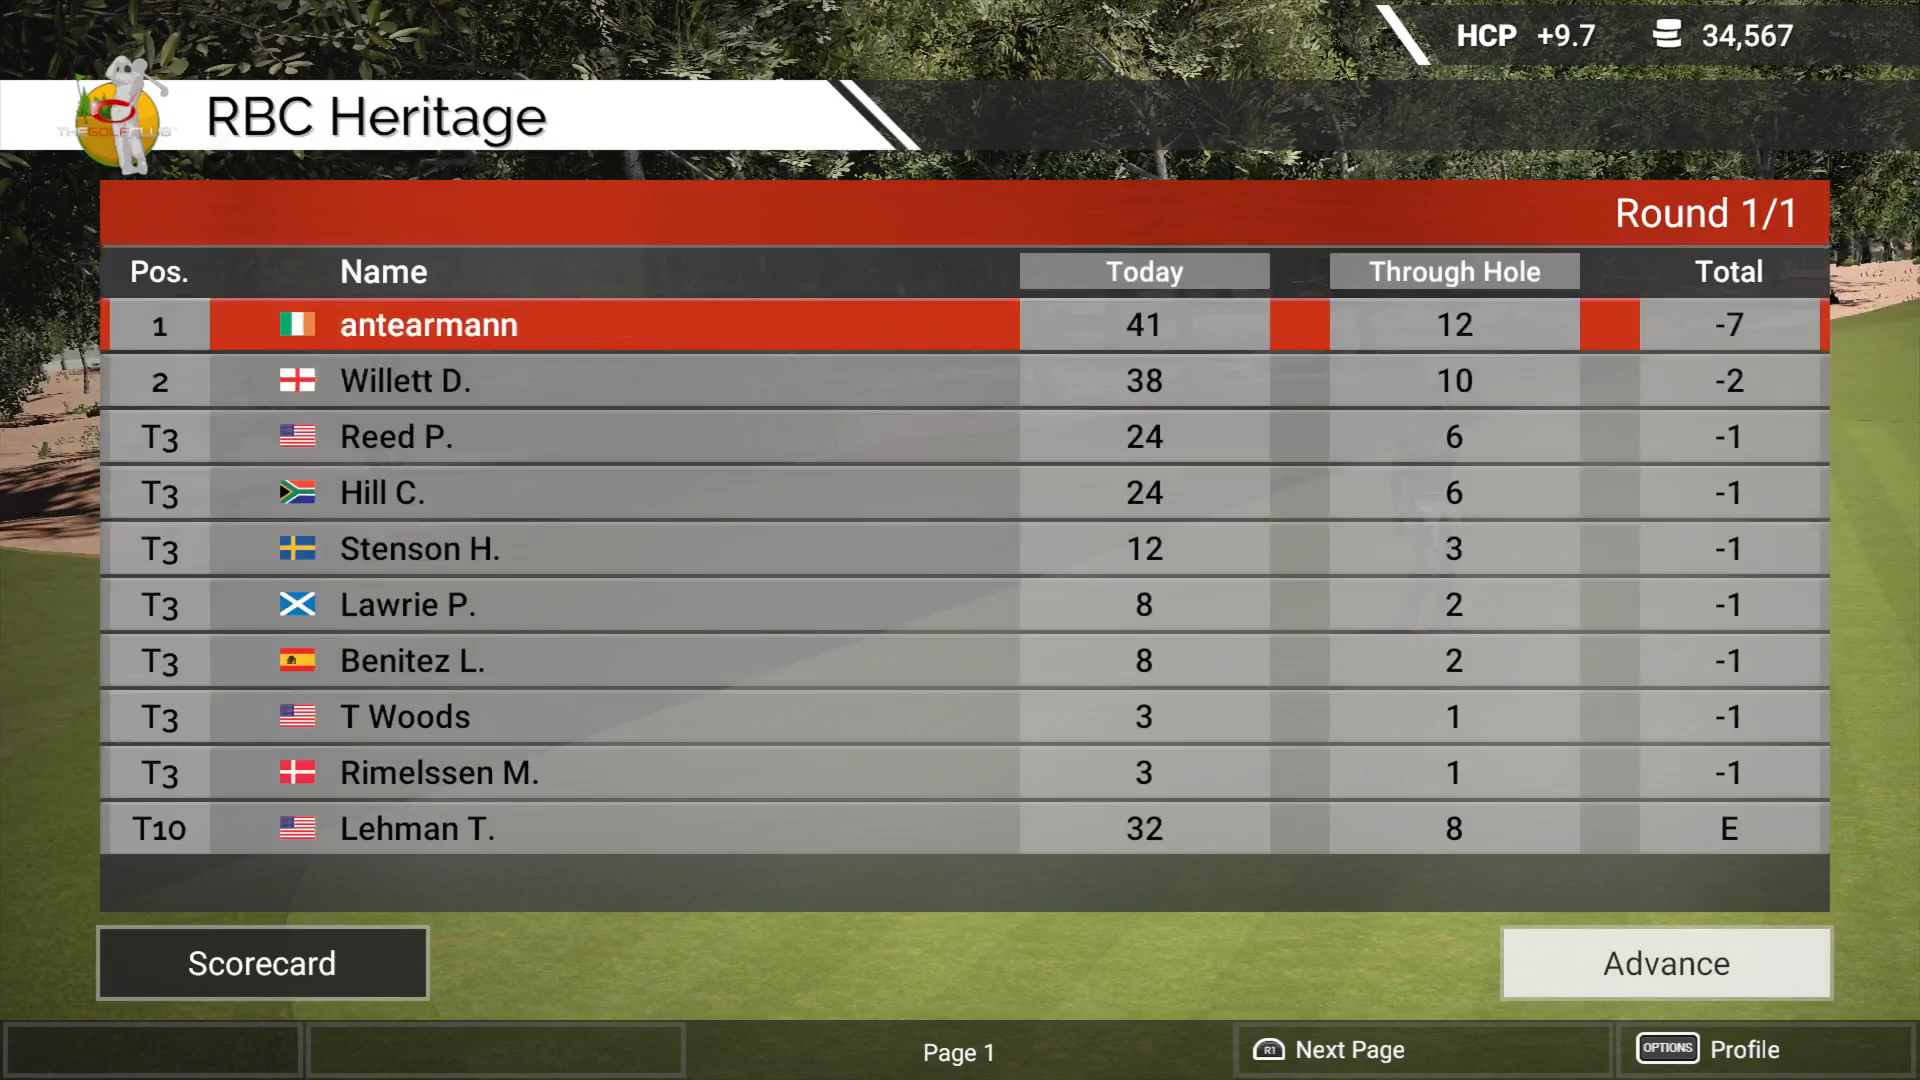 HCP +9.7 34,567
THEGOLFCLUB
RBC Heritage
Round 1/1
Pos. Name Today Through Hole Total
1 antearmann 41 12 -7
2 Willett D. 38 10 -2
T3 Reed P. 24 6 -1
T3 Hill C. 24 6 -1
T3 Stenson H. 12 3 -1
T3 Lawrie P. 8 2 -1
T3 Benitez L. 8 2 -1
T3 T Woods 3 1 -1
T3 Rimelssen M. 3 1 -1
T10 Lehman T. 32 8 E
Scorecard Advance
Page 1 R1 Next Page OPTIONS Profile